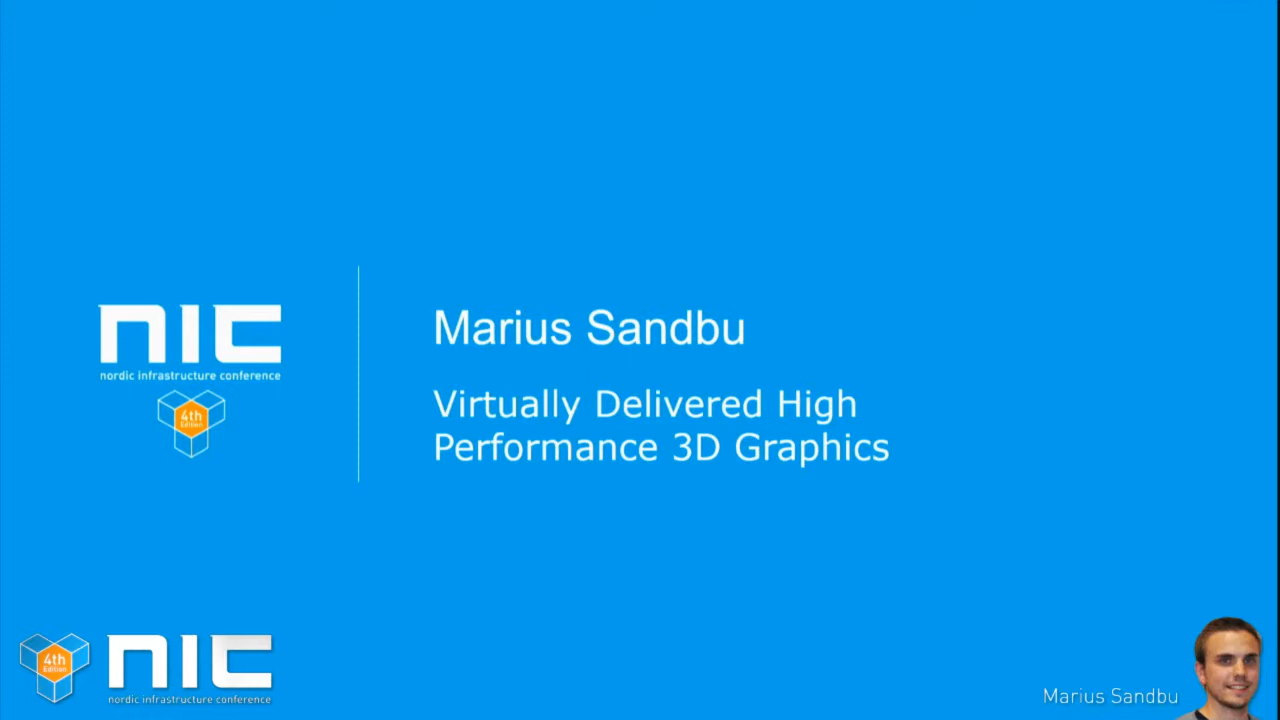 nic
nordic infrastructure conference
4th
Edition
Marius Sandbu
Virtually Delivered High
Performance 3D Graphics
4th
Edition
nic
nordic infrastructure conference
Marius Sandbu